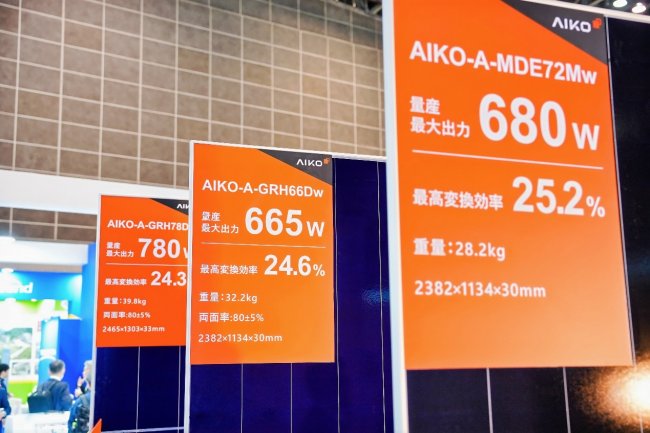 AIKO
AIKO-A-MDE72Mw
量産
最大出力 680 W
最高変換効率 25.2%
重量：28.2kg
2382×1134×30mm
AIKO
AIKO-A-GRH66Dw
量産
最大出力 665 W
最高変換効率 24.6%
重量：32.2kg
両面率：80±5%
2382×1134×30mm
AIKO
AIKO-A-GRH78D
量産
最大出力 780
最高変換効率 24.3
重量：39.8kg
両面率：80±5%
2465×1303×33mm